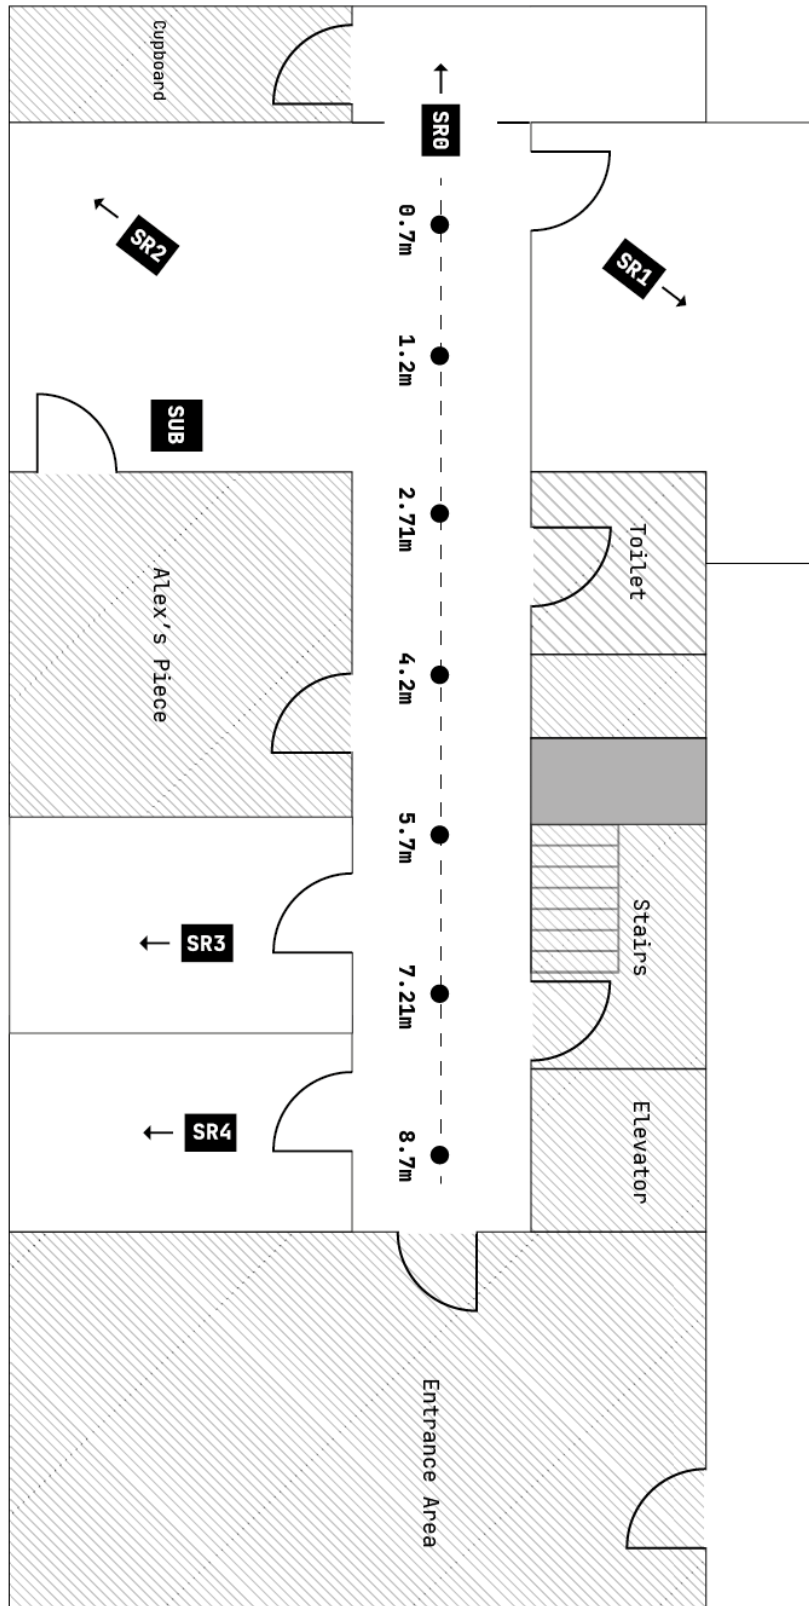 Cupboard
SR0
0.7m
SR2
SR1
1.2m
SUB
2.71m
Toilet
Alex's Piece
4.2m
5.7m
Stairs
SR3
7.21m
SR4
8.7m
Elevator
Entrance Area